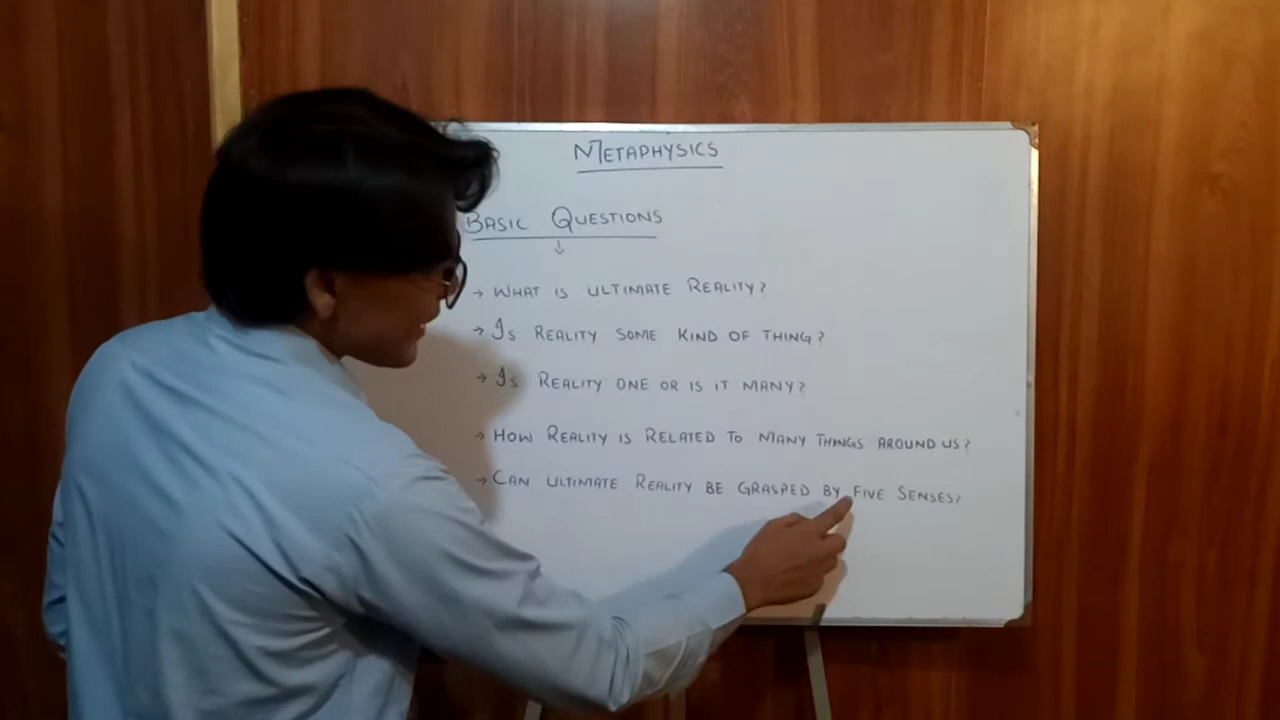 METAPHYSICS
BASIC QUESTIONS
↓
→ WHAT IS ULTIMATE REALITY?
→ IS REALITY SOME KIND OF THING?
→ IS REALITY ONE OR IS IT MANY?
→ HOW REALITY IS RELATED TO MANY THINGS AROUND US?
→ CAN ULTIMATE REALITY BE GRASPED BY FIVE SENSES?